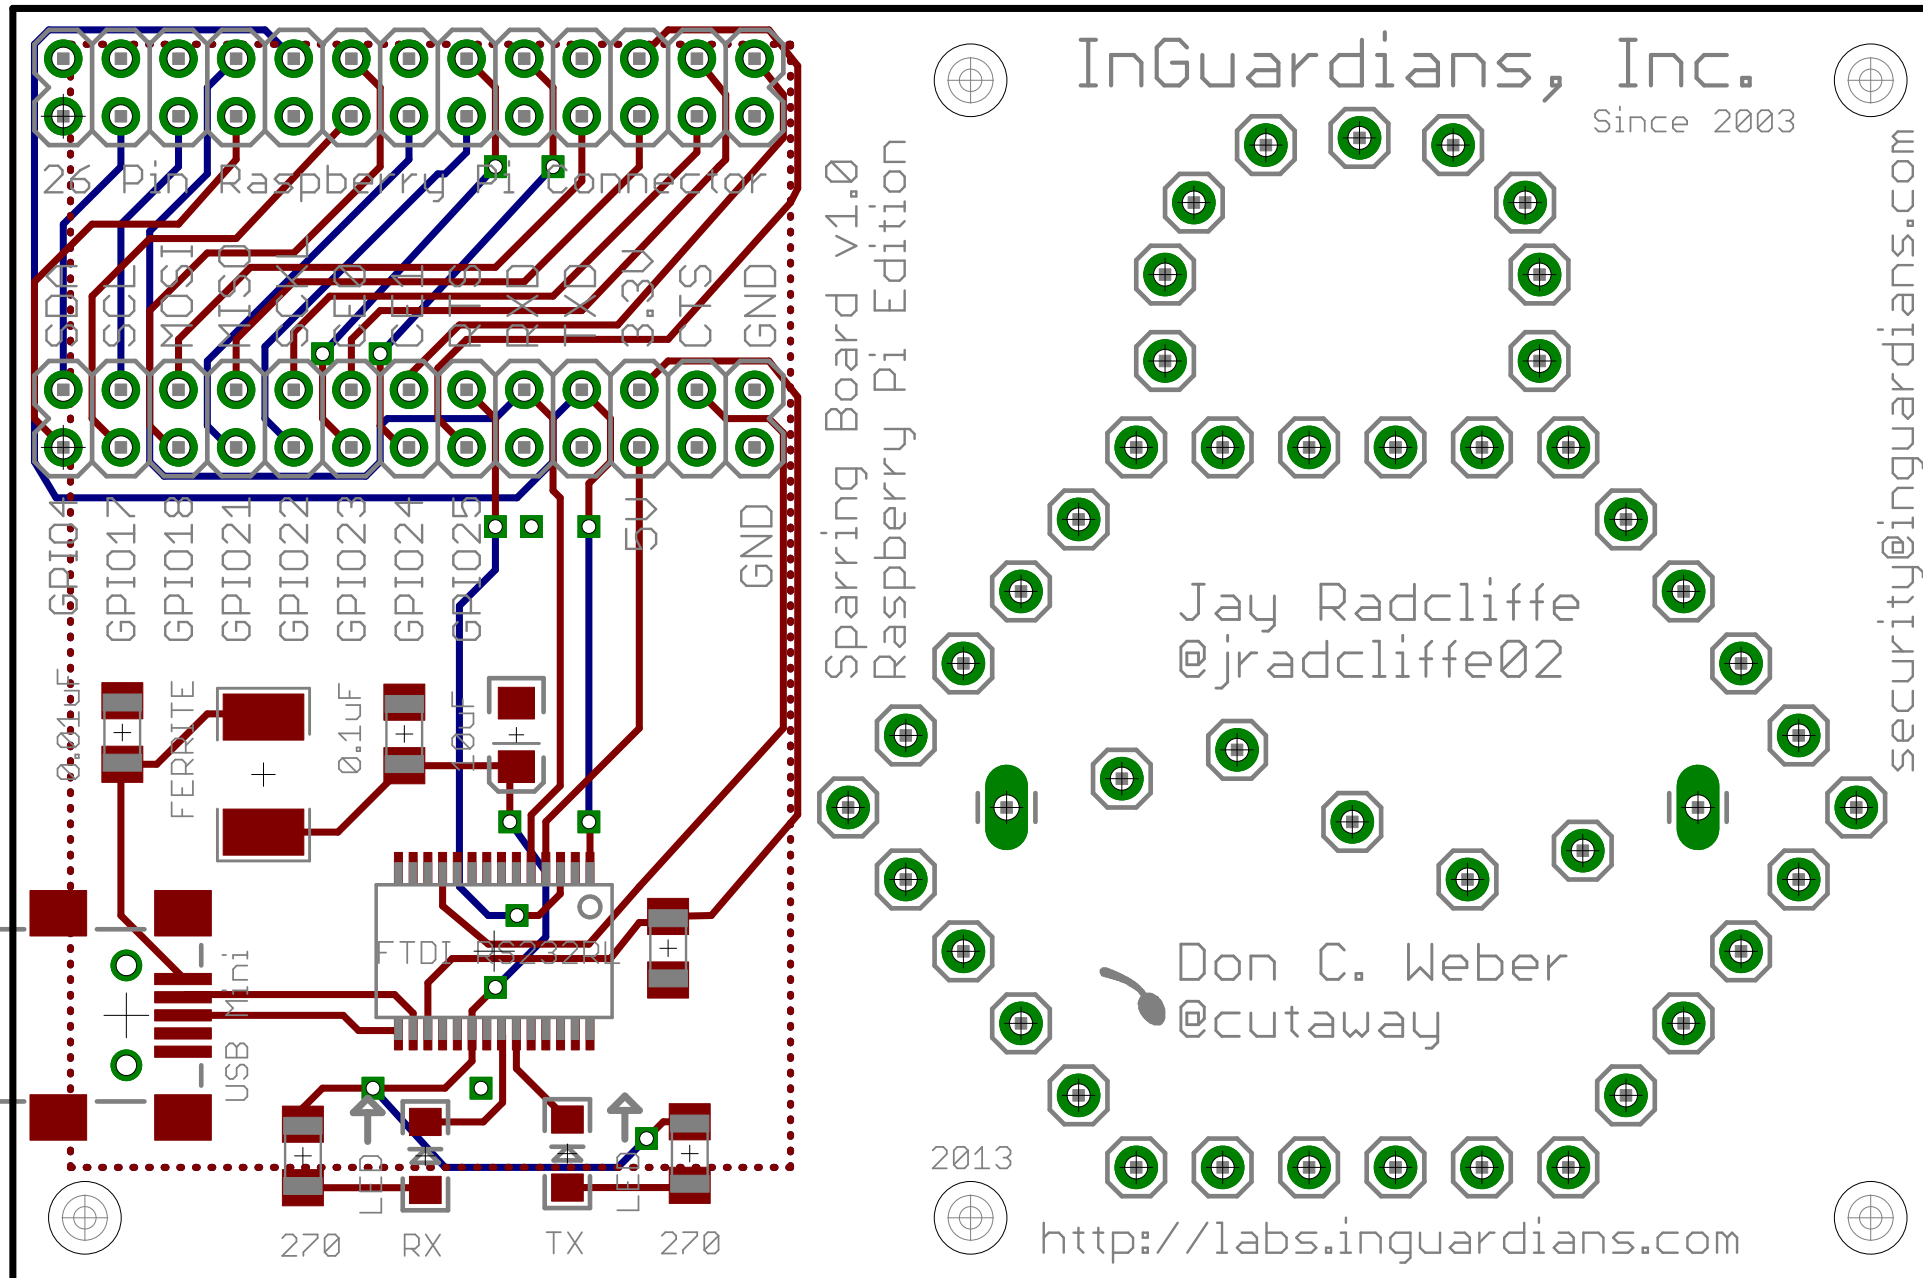 InGuardians, Inc.
Since 2003
26 Pin Raspberry Pi Connector
SDA
SCL
MOSI
MISO
SCKL
CE0
CE1
RTS
RXD
TXD
3.3V
CTS
GND
GPIO4
GPIO17
GPIO18
GPIO21
GPIO22
GPIO23
GPIO24
GPIO25
5V
GND
Sparring Board v1.0
Raspberry Pi Edition
security@inguardians.com
Jay Radcliffe
@jradcliffe02
0.01uF
FERRITE
0.1uF
10uF
FTDI RS232RL
USB Mini
Don C. Weber
@cutaway
LED
LED
270
RX
TX
270
2013
http://labs.inguardians.com